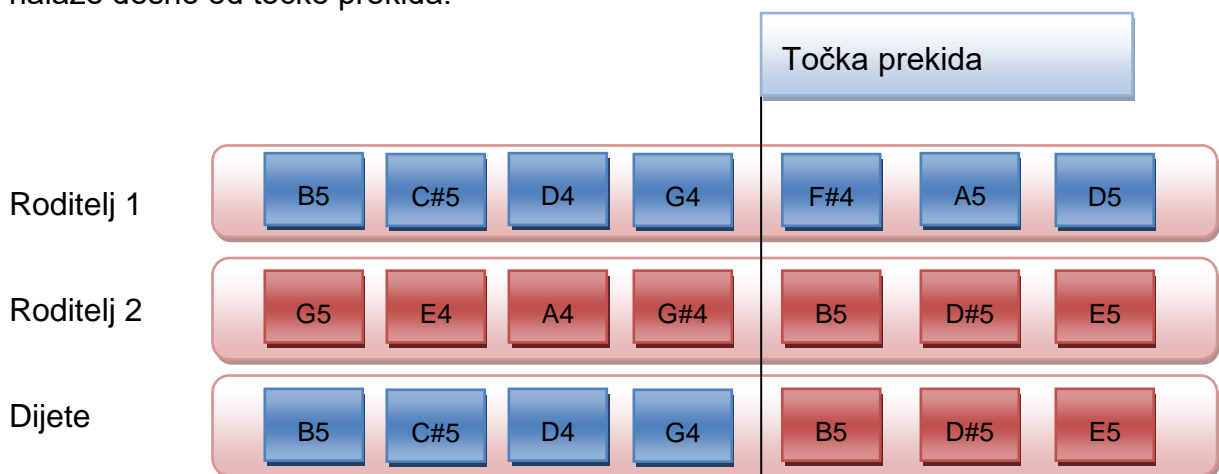 nalaze desno od točke prekida.
Točka prekida
Roditelj 1 B5 C#5 D4 G4 F#4 A5 D5
Roditelj 2 G5 E4 A4 G#4 B5 D#5 E5
Dijete B5 C#5 D4 G4 B5 D#5 E5